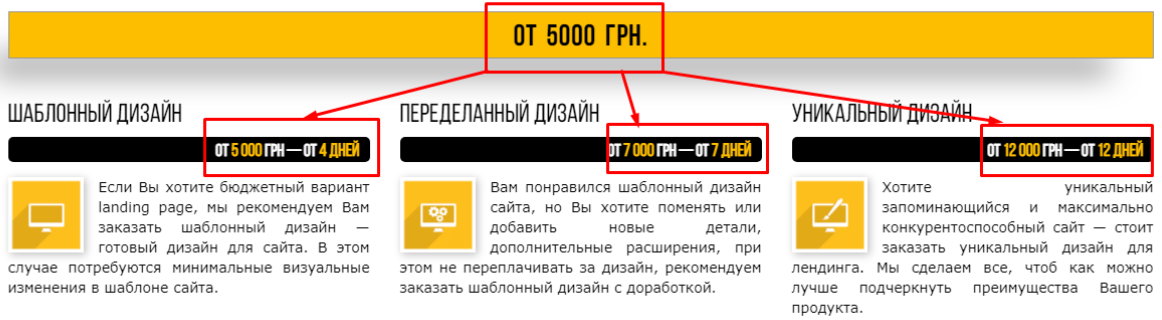 ОТ 5000 ГРН.
ШАБЛОННЫЙ ДИЗАЙН
ОТ 5 000 ГРН — ОТ 4 ДНЕЙ
Если Вы хотите бюджетный вариант
landing page, мы рекомендуем Вам
заказать шаблонный дизайн —
готовый дизайн для сайта. В этом
случае потребуются минимальные визуальные
изменения в шаблоне сайта.
ПЕРЕДЕЛАННЫЙ ДИЗАЙН
ОТ 7 000 ГРН — ОТ 7 ДНЕЙ
Вам понравился шаблонный дизайн
сайта, но Вы хотите поменять или
добавить новые детали,
дополнительные расширения, при
этом не переплачивать за дизайн, рекомендуем
заказать шаблонный дизайн с доработкой.
УНИКАЛЬНЫЙ ДИЗАЙН
ОТ 12 000 ГРН — ОТ 12 ДНЕЙ
Хотите уникальный
запоминающийся и максимально
конкурентоспособный сайт — стоит
заказать уникальный дизайн для
лендинга. Мы сделаем все, чтоб как можно
лучше подчеркнуть преимущества Вашего
продукта.